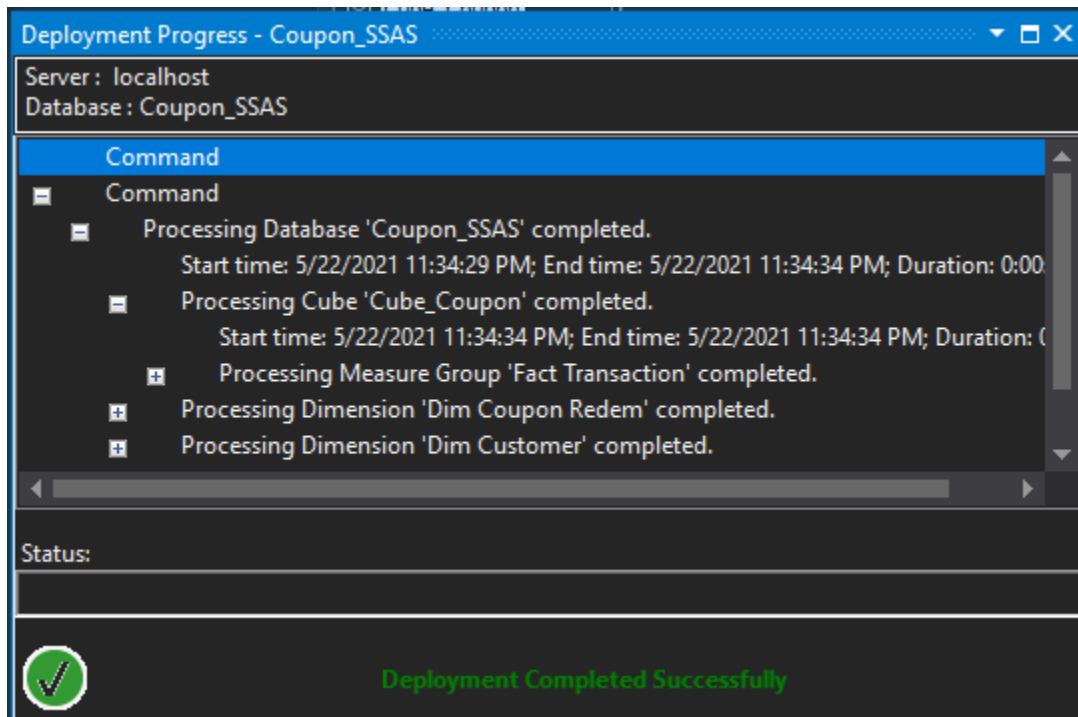 Deployment Progress - Coupon_SSAS
Server : localhost
Database : Coupon_SSAS
Command
Command
Processing Database 'Coupon_SSAS' completed.
Start time: 5/22/2021 11:34:29 PM; End time: 5/22/2021 11:34:34 PM; Duration: 0:00:
Processing Cube 'Cube_Coupon' completed.
Start time: 5/22/2021 11:34:34 PM; End time: 5/22/2021 11:34:34 PM; Duration: 0
Processing Measure Group 'Fact Transaction' completed.
Processing Dimension 'Dim Coupon Redem' completed.
Processing Dimension 'Dim Customer' completed.
Status:
Deployment Completed Successfully